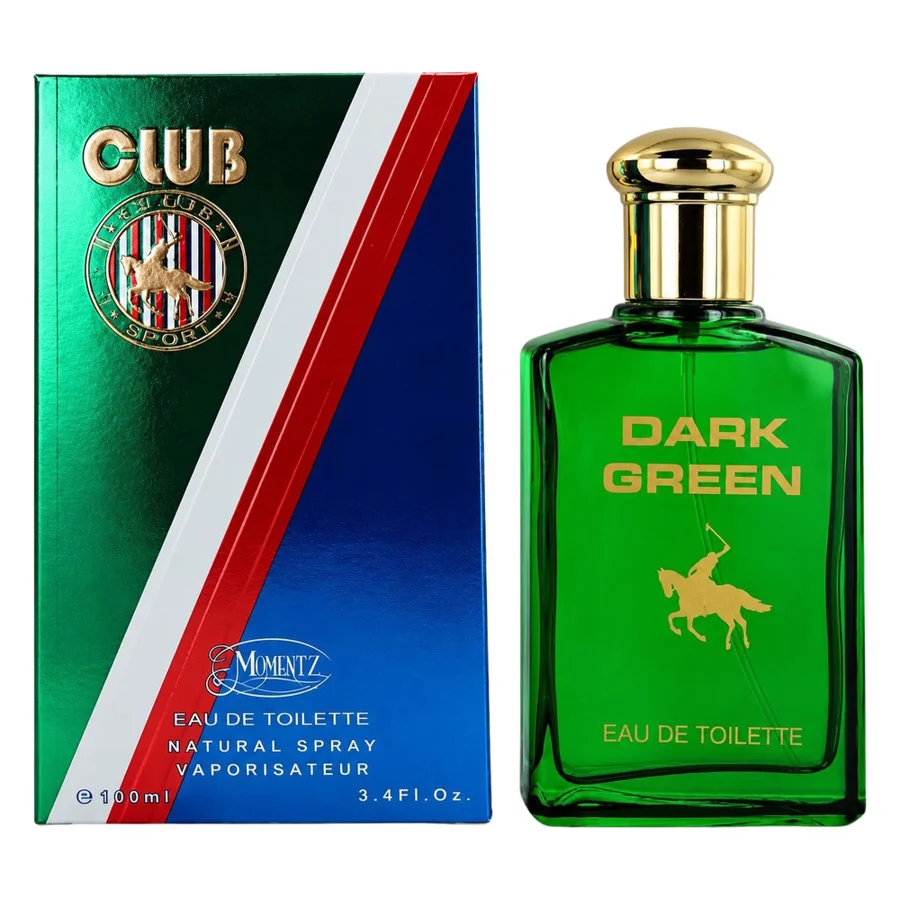 CLUB
CLUB
SPORT
MOMENTZ
EAU DE TOILETTE
NATURAL SPRAY
VAPORISATEUR
℮ 100ml 3.4Fl.Oz.
DARK
GREEN
EAU DE TOILETTE